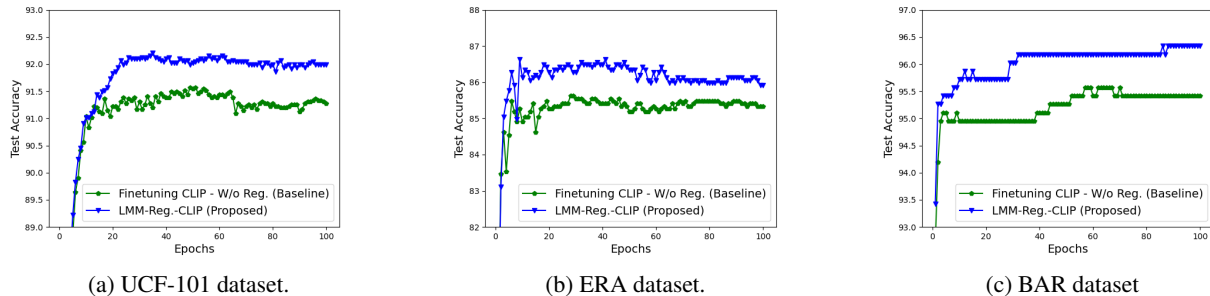 93.0
92.5
92.0
91.5
91.0
90.5
90.0
89.5
89.0
Test Accuracy
Finetuning CLIP - W/o Reg. (Baseline)
LMM-Reg.-CLIP (Proposed)
0 20 40 60 80 100
Epochs
(a) UCF-101 dataset.
88
87
86
85
84
83
82
Test Accuracy
Finetuning CLIP - W/o Reg. (Baseline)
LMM-Reg.-CLIP (Proposed)
0 20 40 60 80 100
Epochs
(b) ERA dataset.
97.0
96.5
96.0
95.5
95.0
94.5
94.0
93.5
93.0
Test Accuracy
Finetuning CLIP - W/o Reg. (Baseline)
LMM-Reg.-CLIP (Proposed)
0 20 40 60 80 100
Epochs
(c) BAR dataset